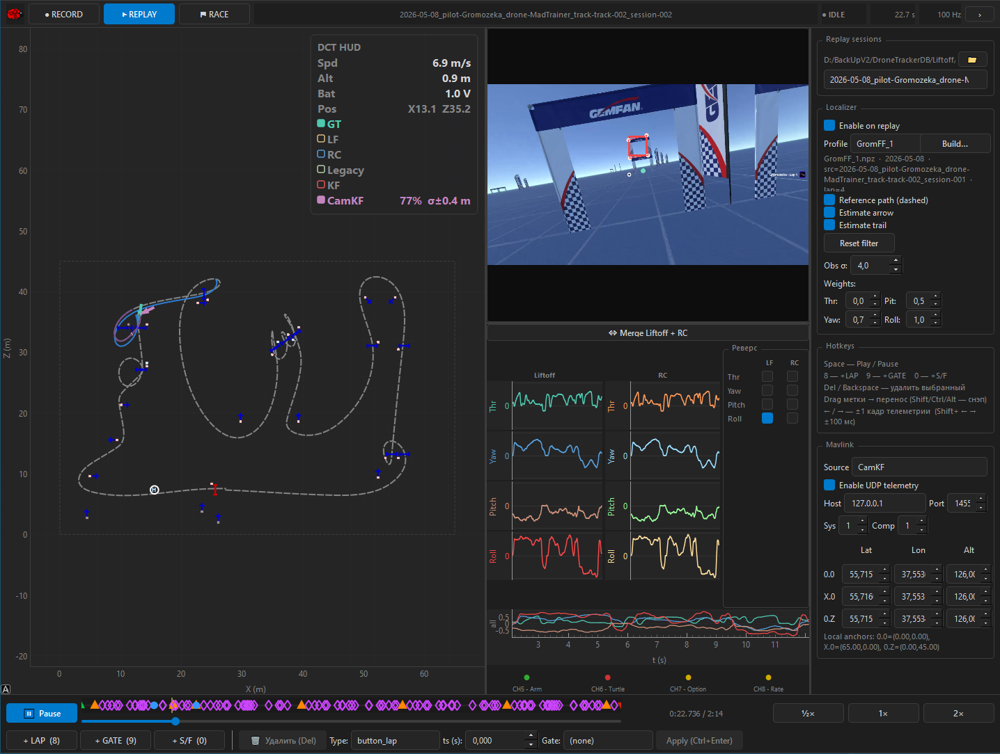 RECORD
REPLAY
RACE
2026-05-08_pilot-Gromozeka_drone-MadTrainer_track-track-002_session-002
IDLE
22.7 s
100 Hz
DCT HUD
Spd 6.9 m/s
Alt 0.9 m
Bat 1.0 V
Pos X13.1 Z35.2
GT
LF
RC
Legacy
KF
CamKF 77% σ±0.4 m
80
70
60
50
40
30
20
10
0
-10
-20
Z (m)
0 10 20 30 40 50 60
X (m)
H
A
GEMFAN
Gromozeka - Lap 1
⇔ Merge Liftoff + RC
Реверс
LF RC
Thr
Yaw
Pitch
Roll
Liftoff RC
Thr 0 Thr 0
Yaw 0 Yaw 0
Pitch 0 Pitch 0
Roll 0 Roll 0
all
0.5
-0.5
3 4 5 6 7 8 9 10 11
t (s)
CH5 - Arm CH6 - Turtle CH7 - Option CH8 - Rate
Replay sessions
D:/BackUpV2/DroneTrackerDB/Liftoff/
2026-05-08_pilot-Gromozeka_drone-M
Localizer
Enable on replay
Profile GromFF_1 Build...
GromFF_1.npz · 2026-05-08 ·
src=2026-05-08_pilot-Gromozeka_drone-
MadTrainer_track-track-002_session-001 ·
lap=4
Reference path (dashed)
Estimate arrow
Estimate trail
Reset filter
Obs σ: 4,0
Weights:
Thr: 0,0 Pit: 0,5
Yaw: 0,7 Roll: 1,0
Hotkeys
Space — Play / Pause
8 — +LAP 9 — +GATE 0 — +S/F
Del / Backspace — удалить выбранный
Drag метки → перенос (Shift/Ctrl/Alt — снэп)
← / → — ±1 кадр телеметрии (Shift+ ← →
±100 мс)
Mavlink
Source CamKF
Enable UDP telemetry
Host 127.0.0.1 Port 1455
Sys 1 Comp 1
Lat Lon Alt
0.0 55,715 37,553 126,00
X.0 55,716 37,553 126,00
0.Z 55,715 37,553 126,00
Local anchors: 0.0=(0.00,0.00),
X.0=(65.00,0.00), 0.Z=(0.00,45.00)
Pause
0:22.736 / 2:14
½×
1×
2×
+ LAP (8)
+ GATE (9)
+ S/F (0)
Удалить (Del)
Type: button_lap
ts (s): 0,000
Gate: (none)
Apply (Ctrl+Enter)